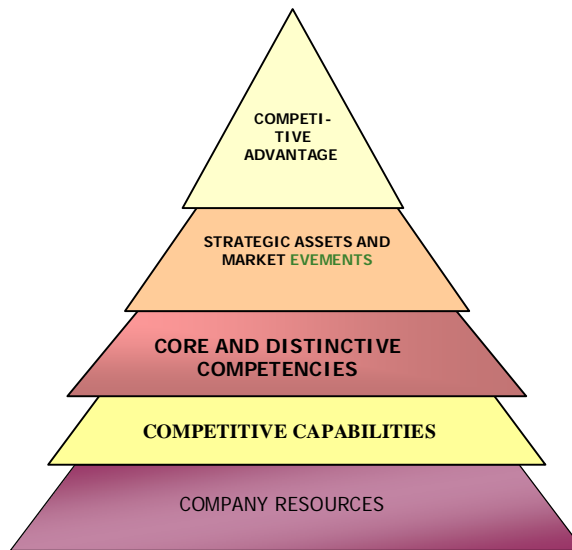 COMPETI-
TIVE
ADVANTAGE
STRATEGIC ASSETS AND
MARKET EVEMENTS
CORE AND DISTINCTIVE
COMPETENCIES
COMPETITIVE CAPABILITIES
COMPANY RESOURCES